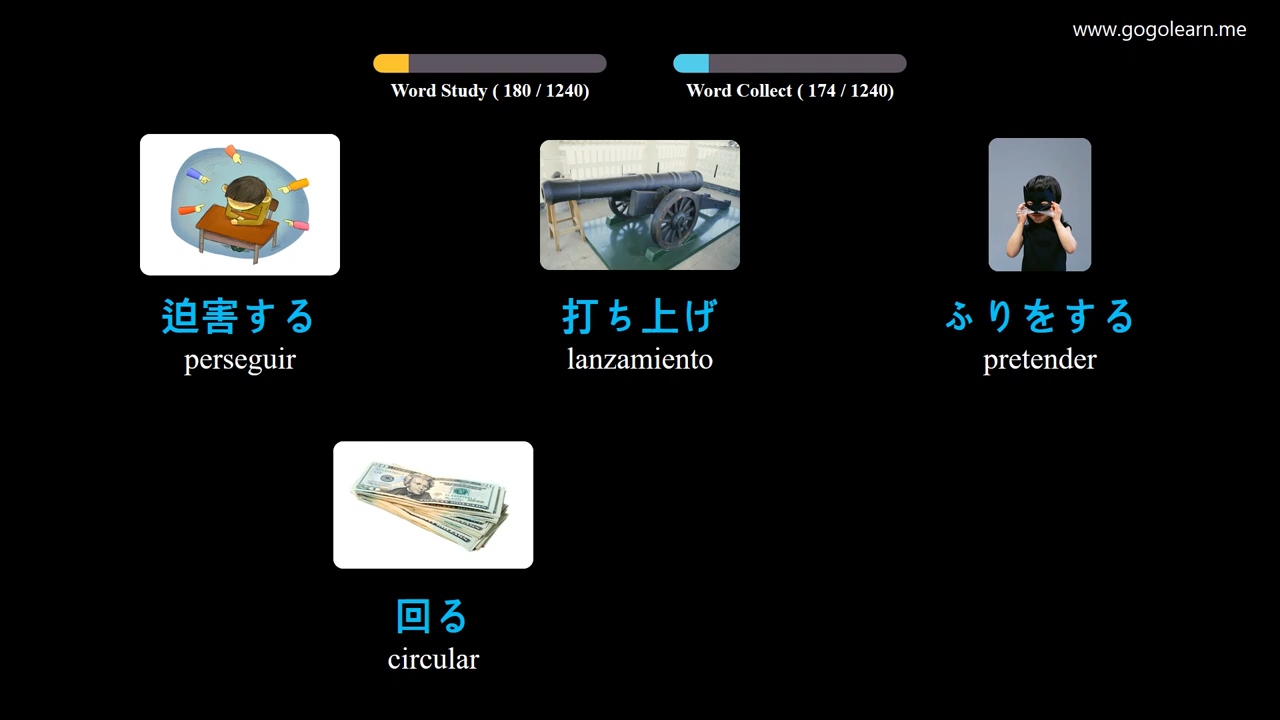 www.gogolearn.me
Word Study ( 180 / 1240)
Word Collect ( 174 / 1240)
迫害する
perseguir
打ち上げ
lanzamiento
ふりをする
pretender
回る
circular